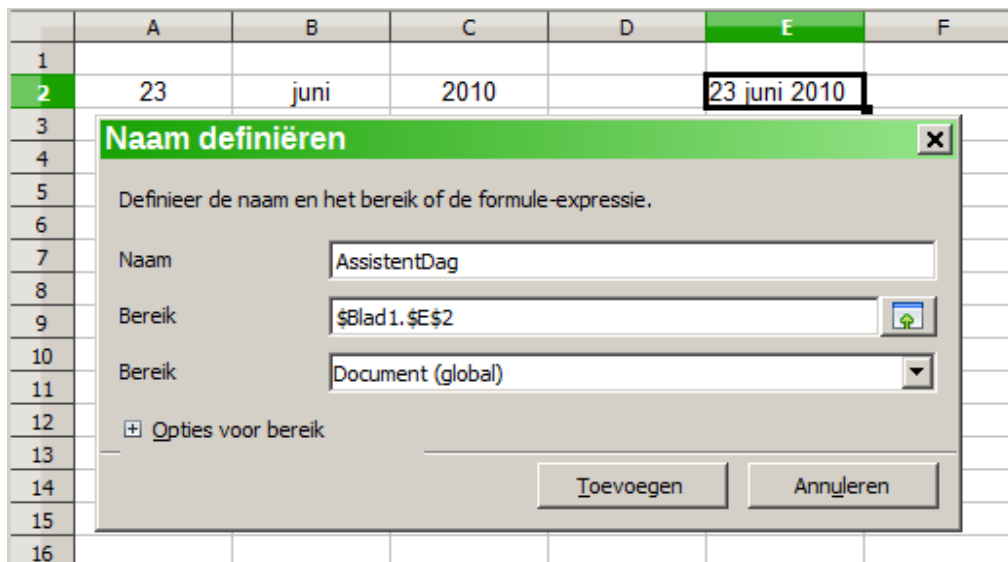 A B C D E F
1
2 23 juni 2010 23 juni 2010
3
Naam definiëren
4
5 Definieer de naam en het bereik of de formule-expressie.
6
7 Naam AssistentDag
8
9 Bereik $Blad1.$E$2
10
11 Bereik Document (global)
12 Opties voor bereik
13
14 Toevoegen Annuleren
15
16